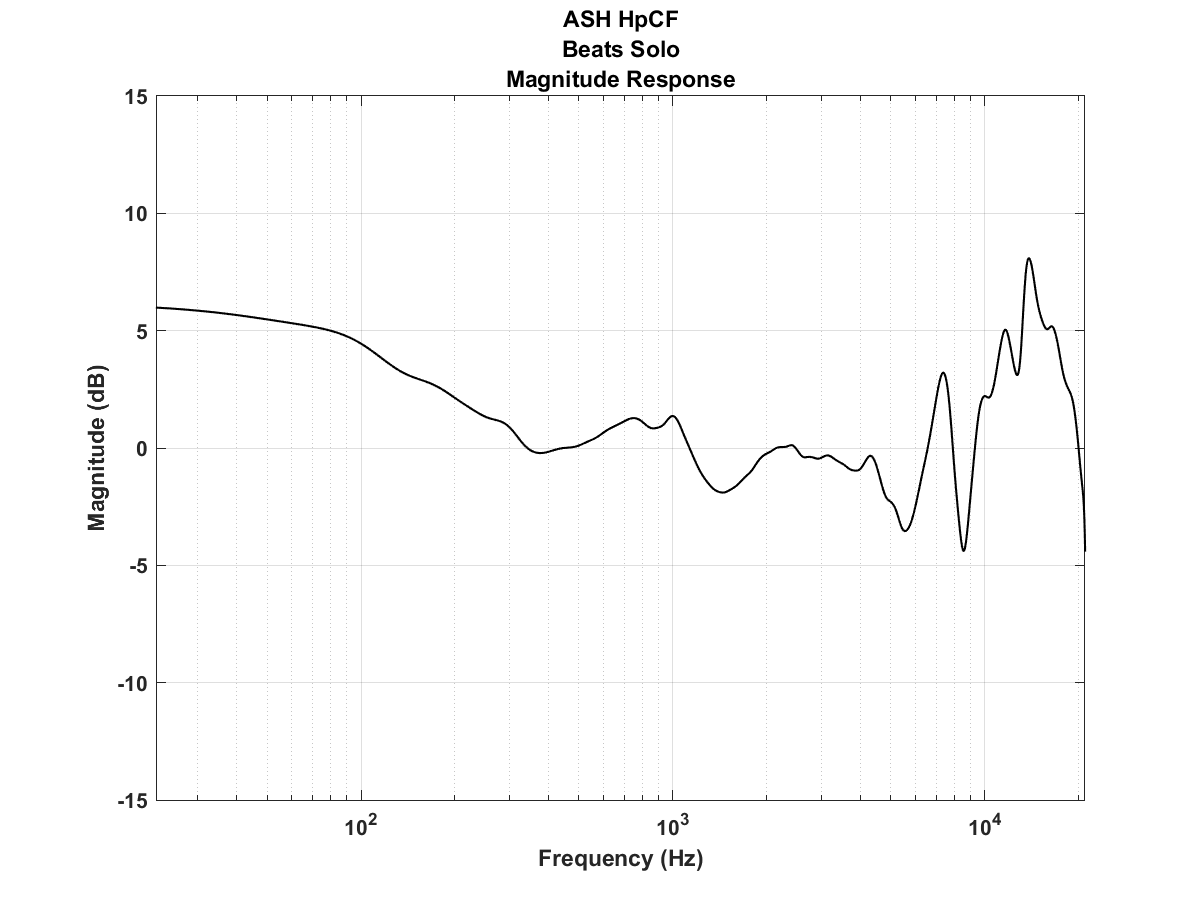 ASH HpCF
Beats Solo
Magnitude Response
15
10
5
0
-5
-10
-15
Magnitude (dB)
10²
10³
10⁴
Frequency (Hz)